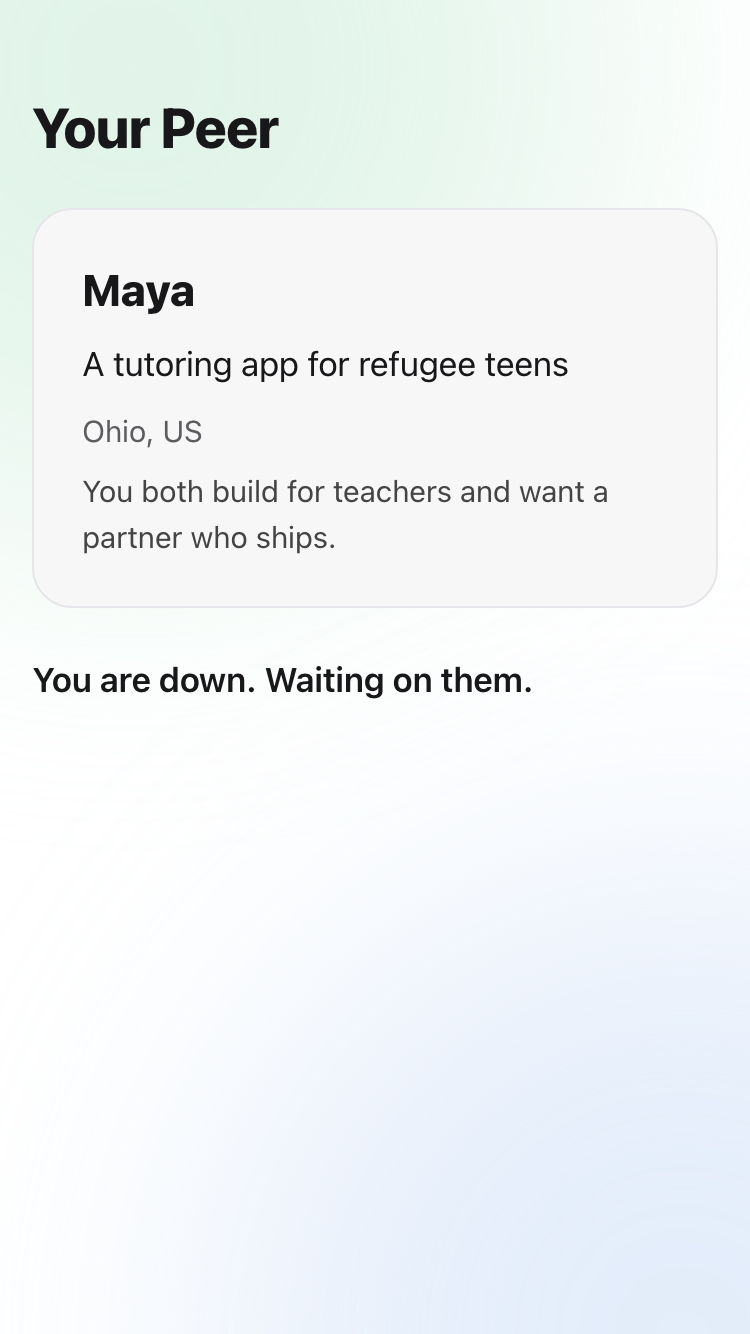 Your Peer
Maya
A tutoring app for refugee teens
Ohio, US
You both build for teachers and want a
partner who ships.
You are down. Waiting on them.